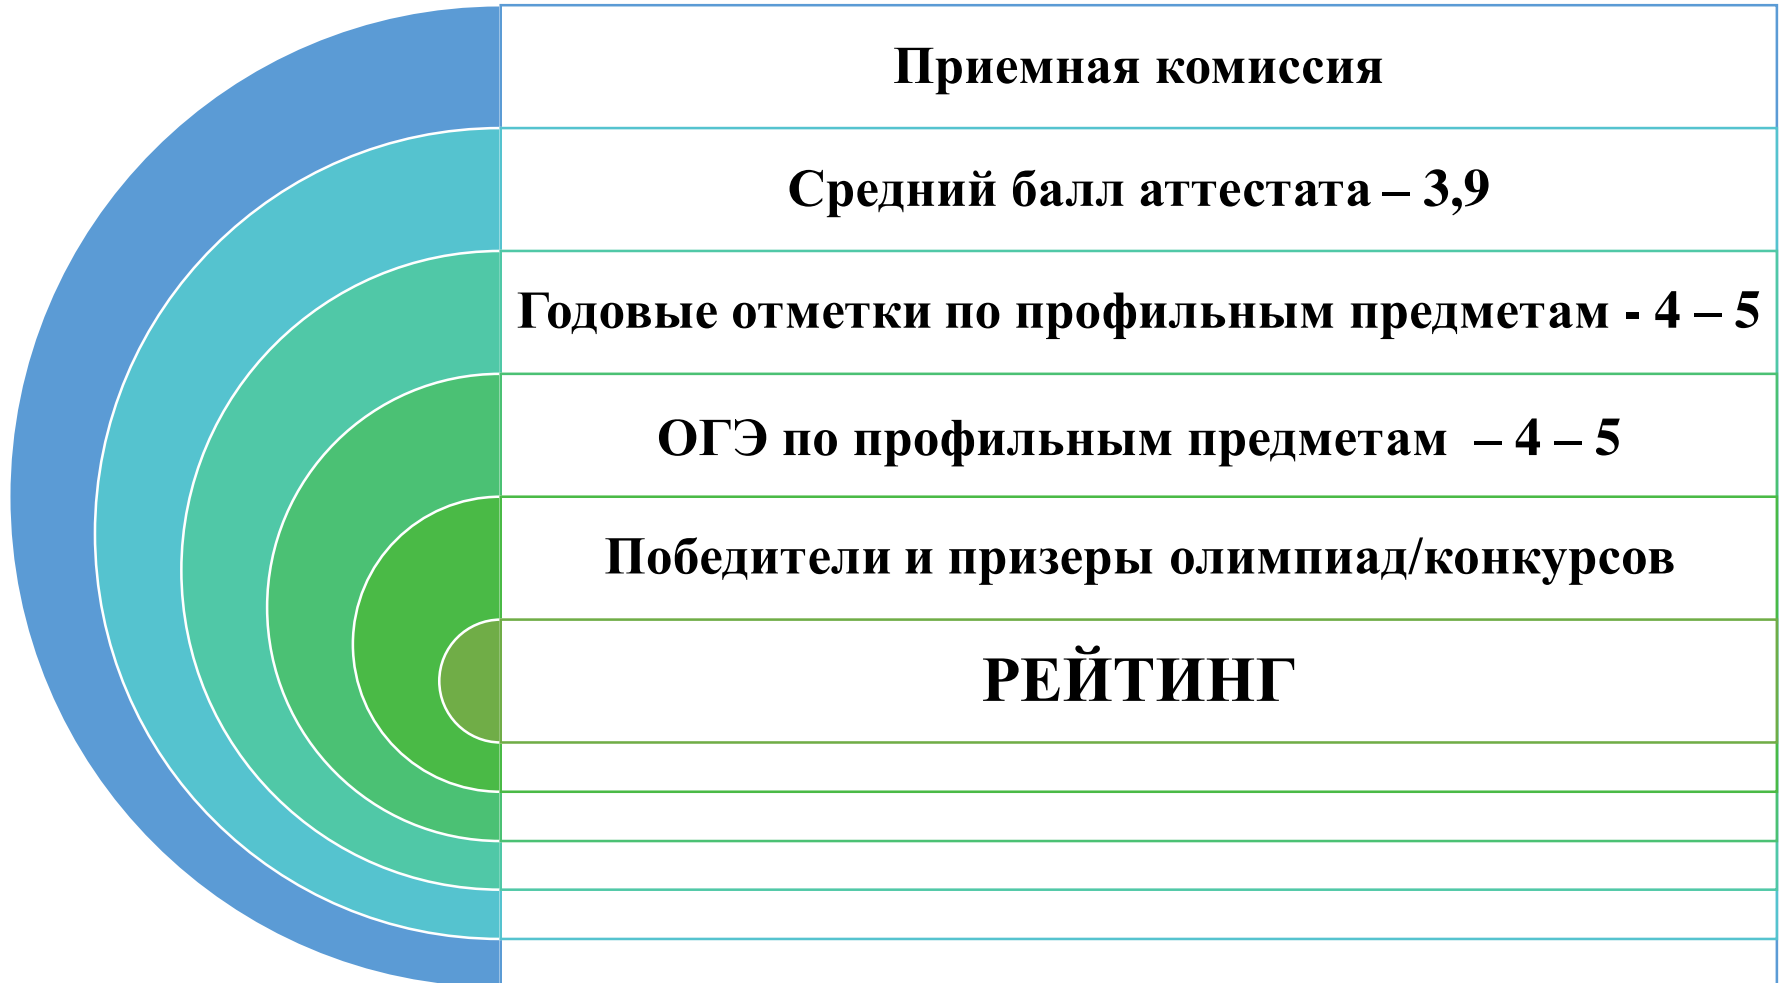 Приемная комиссия
Средний балл аттестата – 3,9
Годовые отметки по профильным предметам - 4 – 5
ОГЭ по профильным предметам – 4 – 5
Победители и призеры олимпиад/конкурсов
РЕЙТИНГ